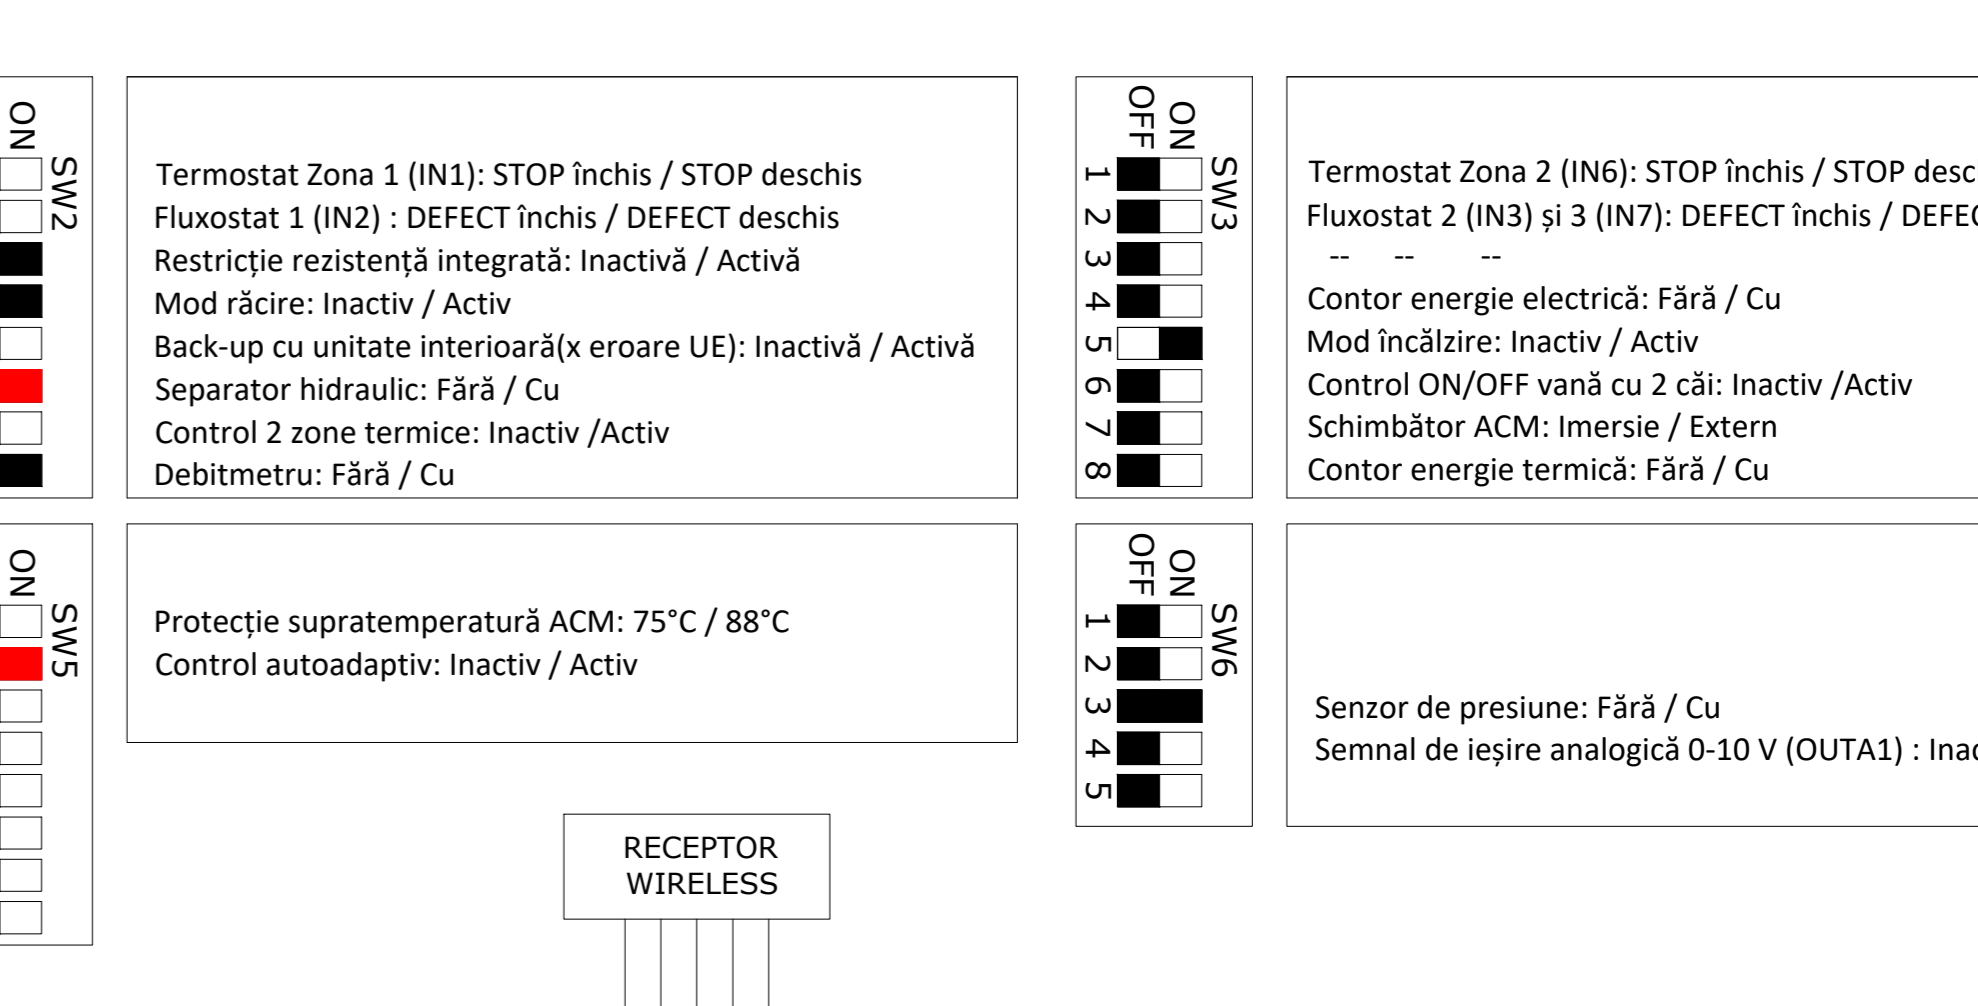 ON
SW2
Termostat Zona 1 (IN1): STOP închis / STOP deschis
Fluxostat 1 (IN2) : DEFECT închis / DEFECT deschis
Restricție rezistență integrată: Inactivă / Activă
Mod răcire: Inactiv / Activ
Back-up cu unitate interioară(x eroare UE): Inactivă / Activă
Separator hidraulic: Fără / Cu
Control 2 zone termice: Inactiv /Activ
Debitmetru: Fără / Cu
OFF ON
SW3
1
2
3
4
5
6
7
8
Termostat Zona 2 (IN6): STOP închis / STOP
Fluxostat 2 (IN3) și 3 (IN7): DEFECT închis /
-- -- --
Contor energie electrică: Fără / Cu
Mod încălzire: Inactiv / Activ
Control ON/OFF vană cu 2 căi: Inactiv /Activ
Schimbător ACM: Imersie / Extern
Contor energie termică: Fără / Cu
ON
SW5
Protecție supratemperatură ACM: 75°C / 88°C
Control autoadaptiv: Inactiv / Activ
OFF ON
SW6
1
2
3
4
5
Senzor de presiune: Fără / Cu
Semnal de ieșire analogică 0-10 V (OUTA1) :
RECEPTOR
WIRELESS